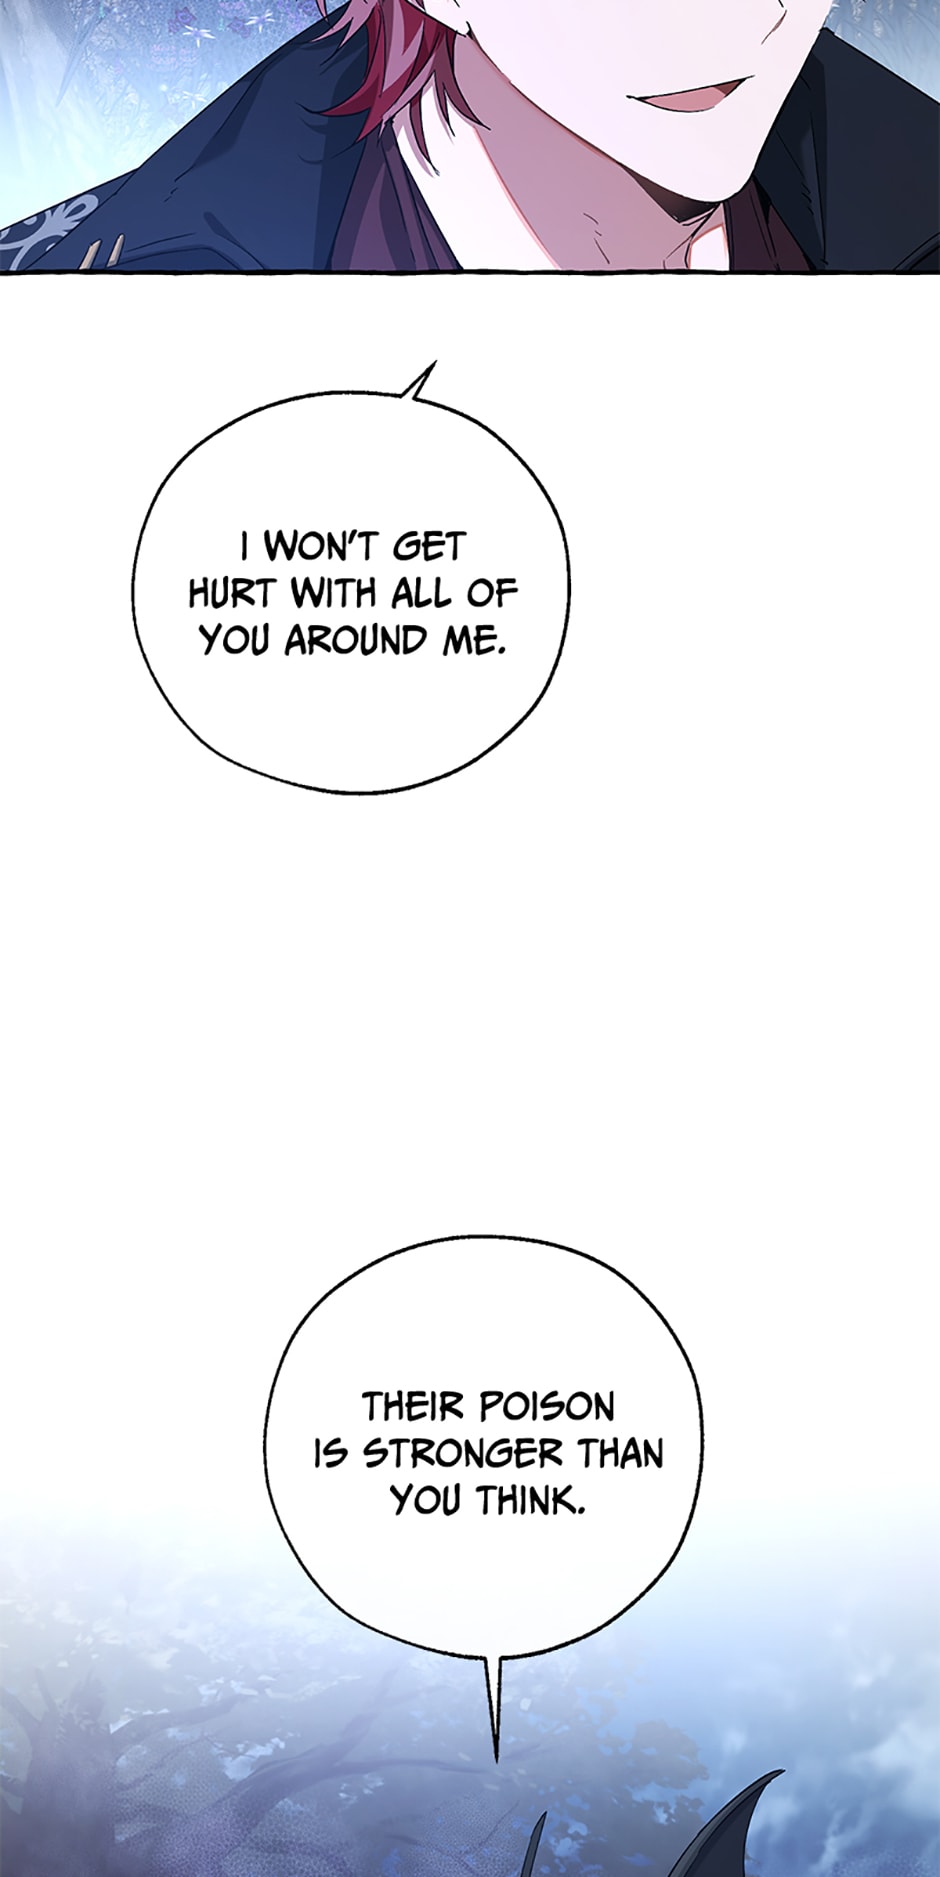 I WON'T GET
HURT WITH ALL OF
YOU AROUND ME.
THEIR POISON
IS STRONGER THAN
YOU THINK.